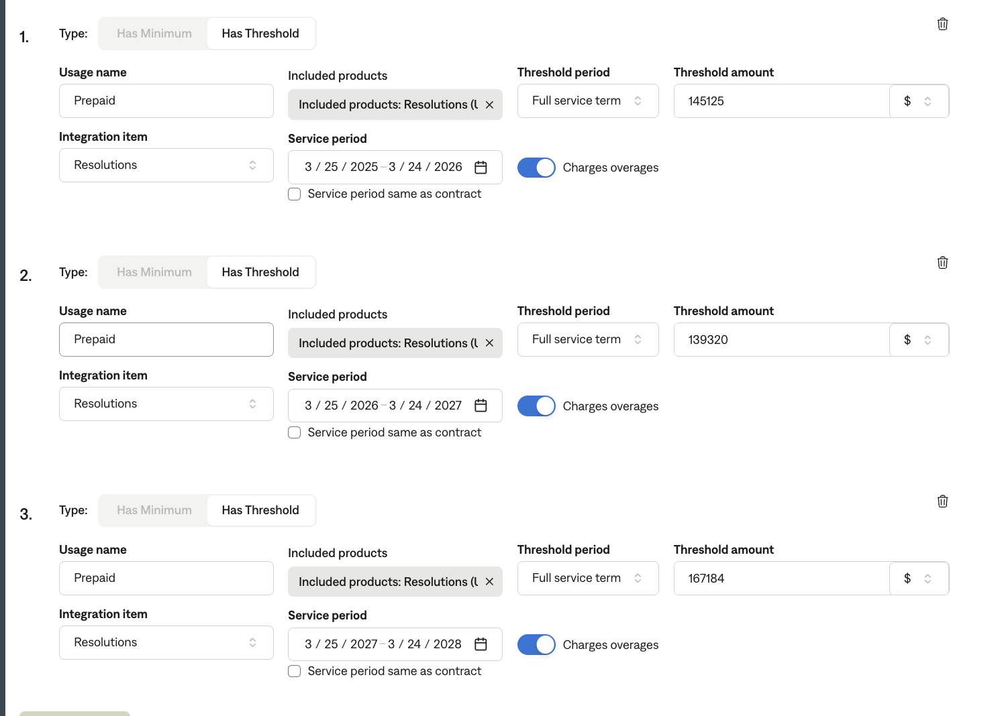 1.
Type: Has Minimum Has Threshold
Usage name Included products Threshold period Threshold amount
Prepaid Included products: Resolutions (U Full service term 145125 $
Integration item Service period
Resolutions 3 / 25 / 2025 – 3 / 24 / 2026 Charges overages
Service period same as contract
2.
Type: Has Minimum Has Threshold
Usage name Included products Threshold period Threshold amount
Prepaid Included products: Resolutions (U Full service term 139320 $
Integration item Service period
Resolutions 3 / 25 / 2026 – 3 / 24 / 2027 Charges overages
Service period same as contract
3.
Type: Has Minimum Has Threshold
Usage name Included products Threshold period Threshold amount
Prepaid Included products: Resolutions (U Full service term 167184 $
Integration item Service period
Resolutions 3 / 25 / 2027 – 3 / 24 / 2028 Charges overages
Service period same as contract